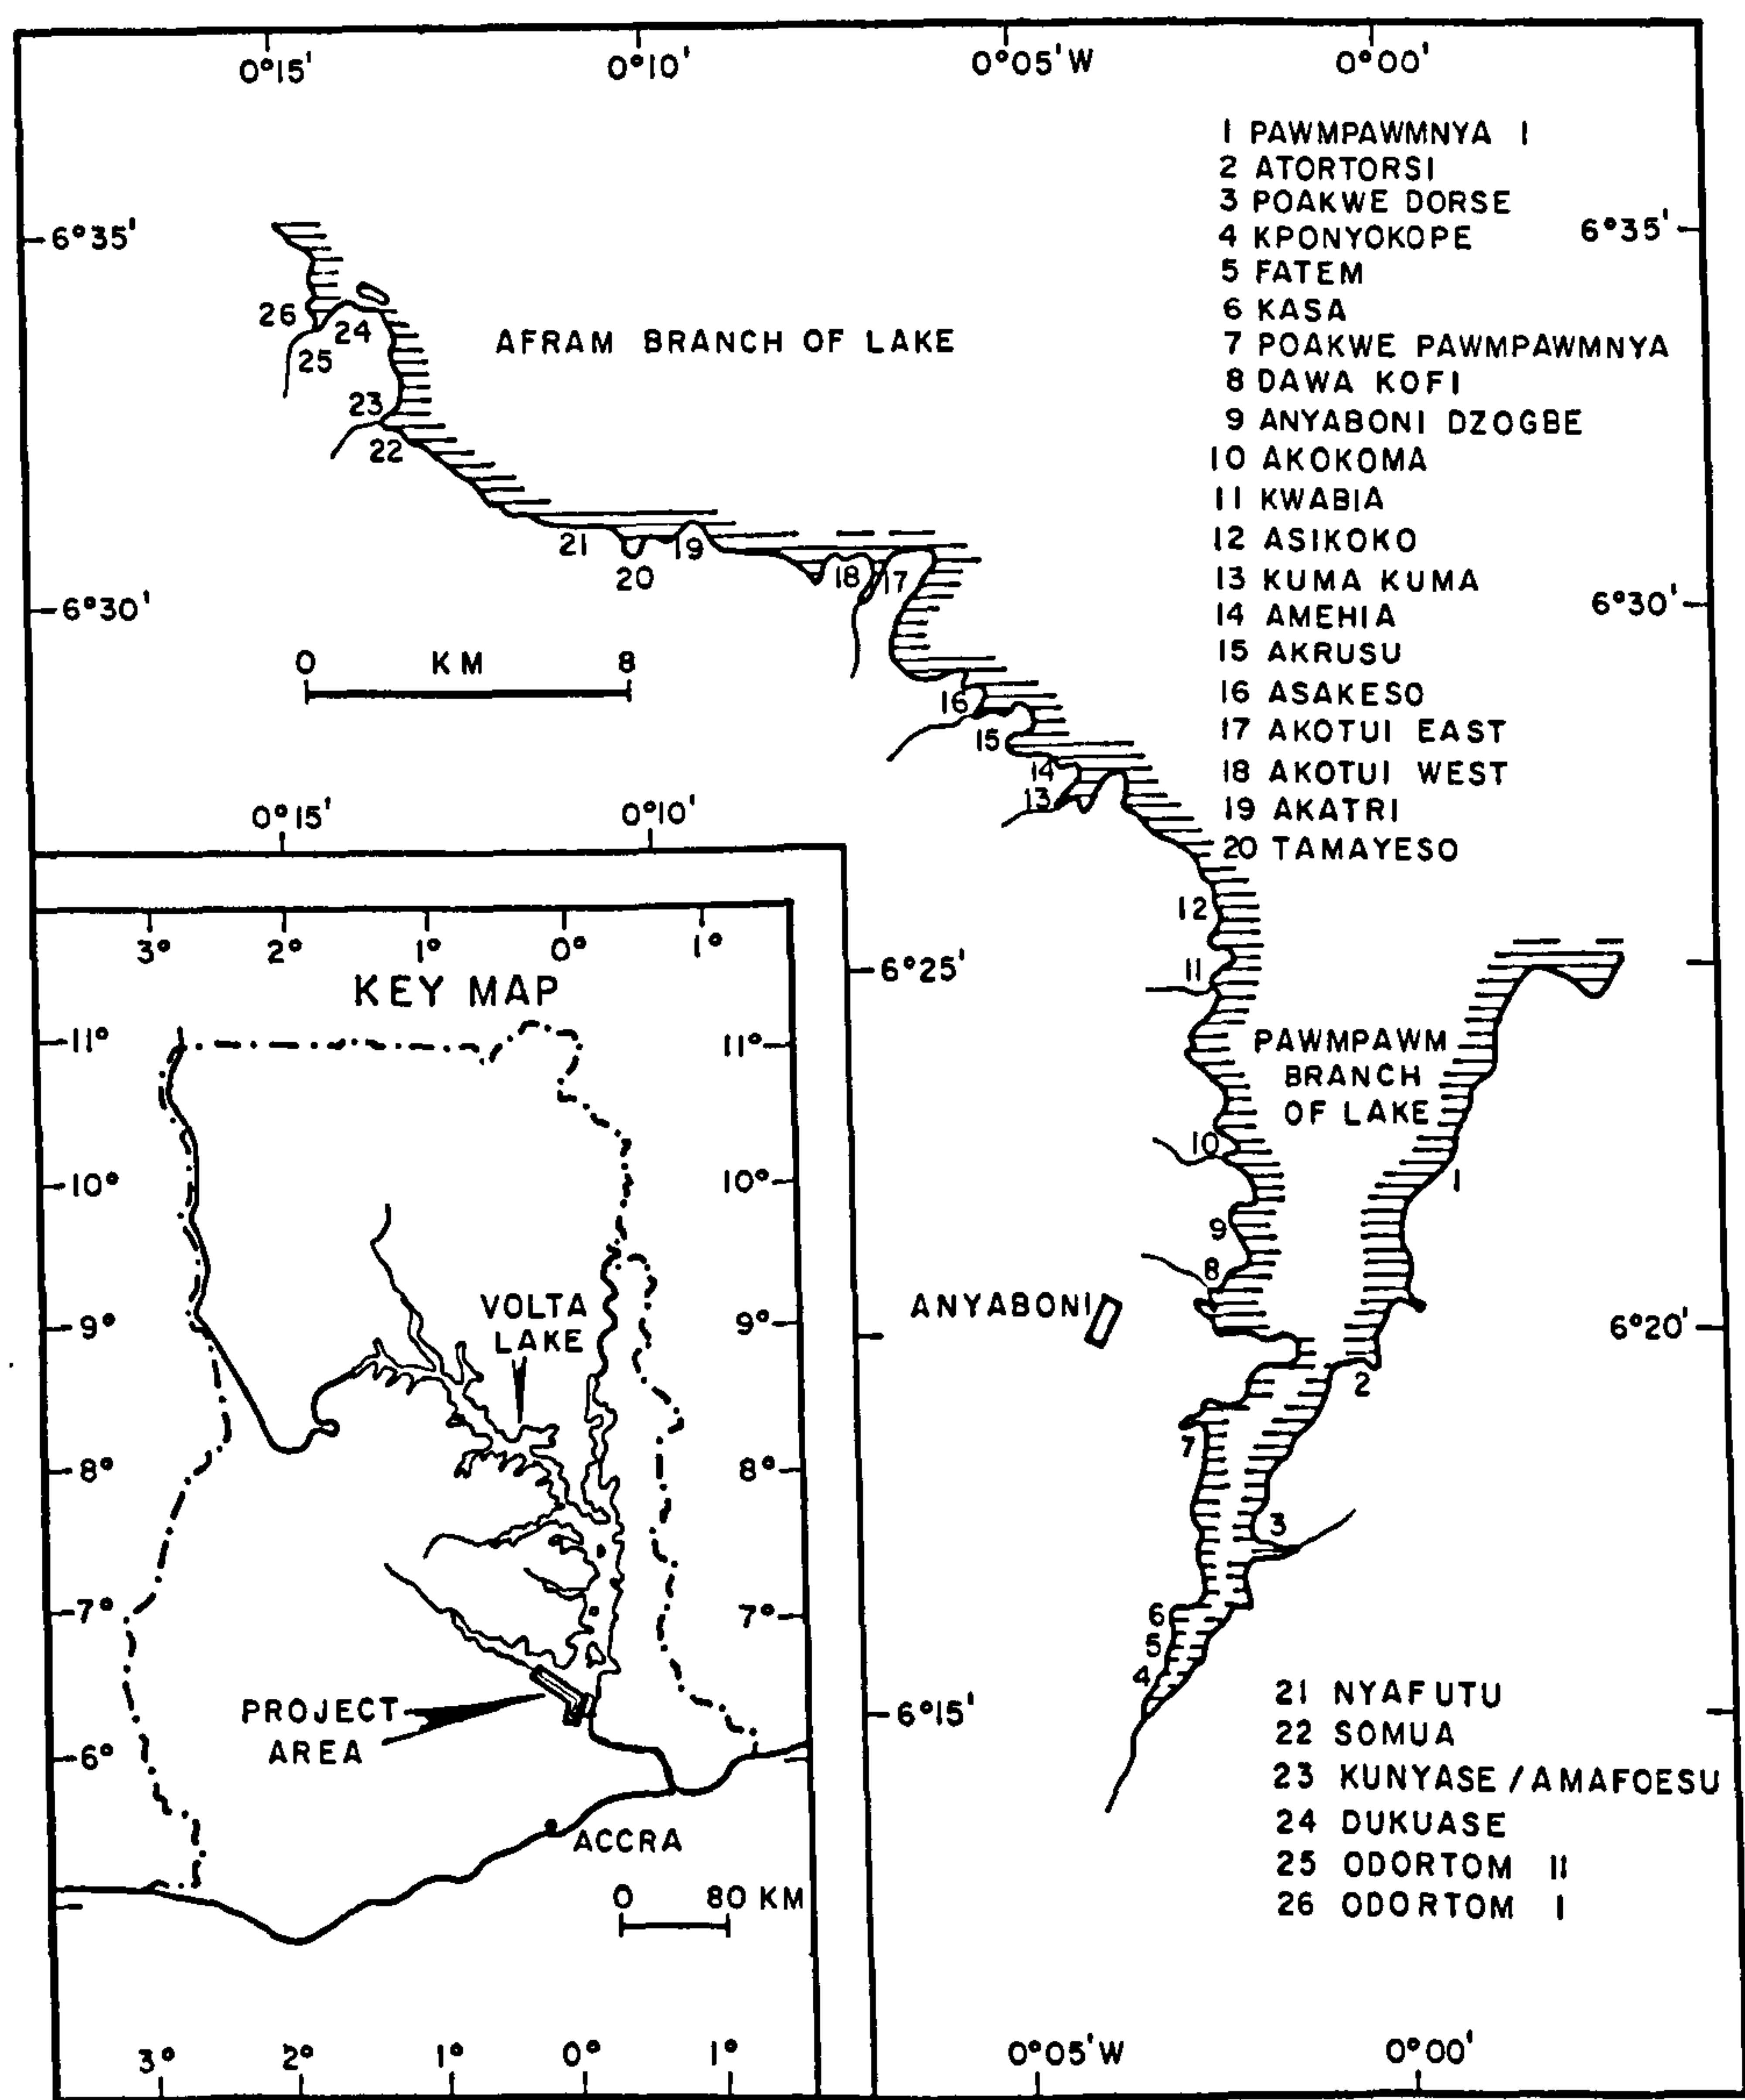 0°15' 0°10' 0°05'W 0°00'
1 PAWMPAWMNYA I
2 ATORTORSI
3 POAKWE DORSE
6°35' 6°35'
4 KPONYOKOPE
5 FATEM
6 KASA
7 POAKWE PAWMPAWMNYA
8 DAWA KOFI
9 ANYABONI DZOGBE
10 AKOKOMA
11 KWABIA
12 ASIKOKO
13 KUMA KUMA
14 AMEHIA
15 AKRUSU
16 ASAKESO
17 AKOTUI EAST
18 AKOTUI WEST
19 AKATRI
20 TAMAYESO
26
24
25
AFRAM BRANCH OF LAKE
23
22
21
20
19
18
17
6°30' 6°30'
0 KM 8
16
15
14
13
0°15' 0°10'
12
11
6°25'
PAWMPAWM
BRANCH
OF LAKE
10
1
9
8
ANYABONI
6°20'
2
7
3
6
5
4
6°15'
21 NYAFUTU
22 SOMUA
23 KUNYASE/AMAFOESU
24 DUKUASE
25 ODORTOM II
26 ODORTOM I
0°05'W 0°00'
3° 2° 1° 0° 1°
KEY MAP
11° 11°
10° 10°
VOLTA
LAKE
9° 9°
8° 8°
7° 7°
PROJECT
AREA
6°
ACCRA
0 80 KM
3° 2° 1° 0° 1°